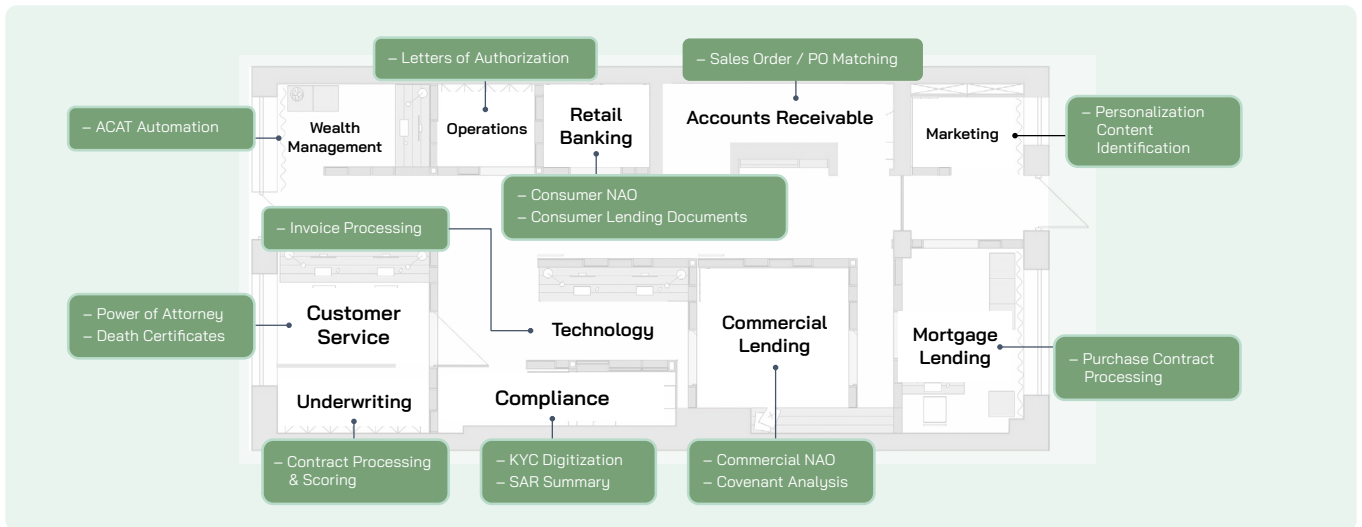 – Letters of Authorization
– Sales Order / PO Matching
– ACAT Automation
Wealth
Management
Operations
Retail
Banking
Accounts Receivable
Marketing
– Personalization
Content
Identification
– Consumer NAO
– Consumer Lending Documents
– Invoice Processing
– Power of Attorney
– Death Certificates
Customer
Service
Technology
Commercial
Lending
Mortgage
Lending
– Purchase Contract
Processing
Underwriting
Compliance
– Contract Processing
& Scoring
– KYC Digitization
– SAR Summary
– Commercial NAO
– Covenant Analysis